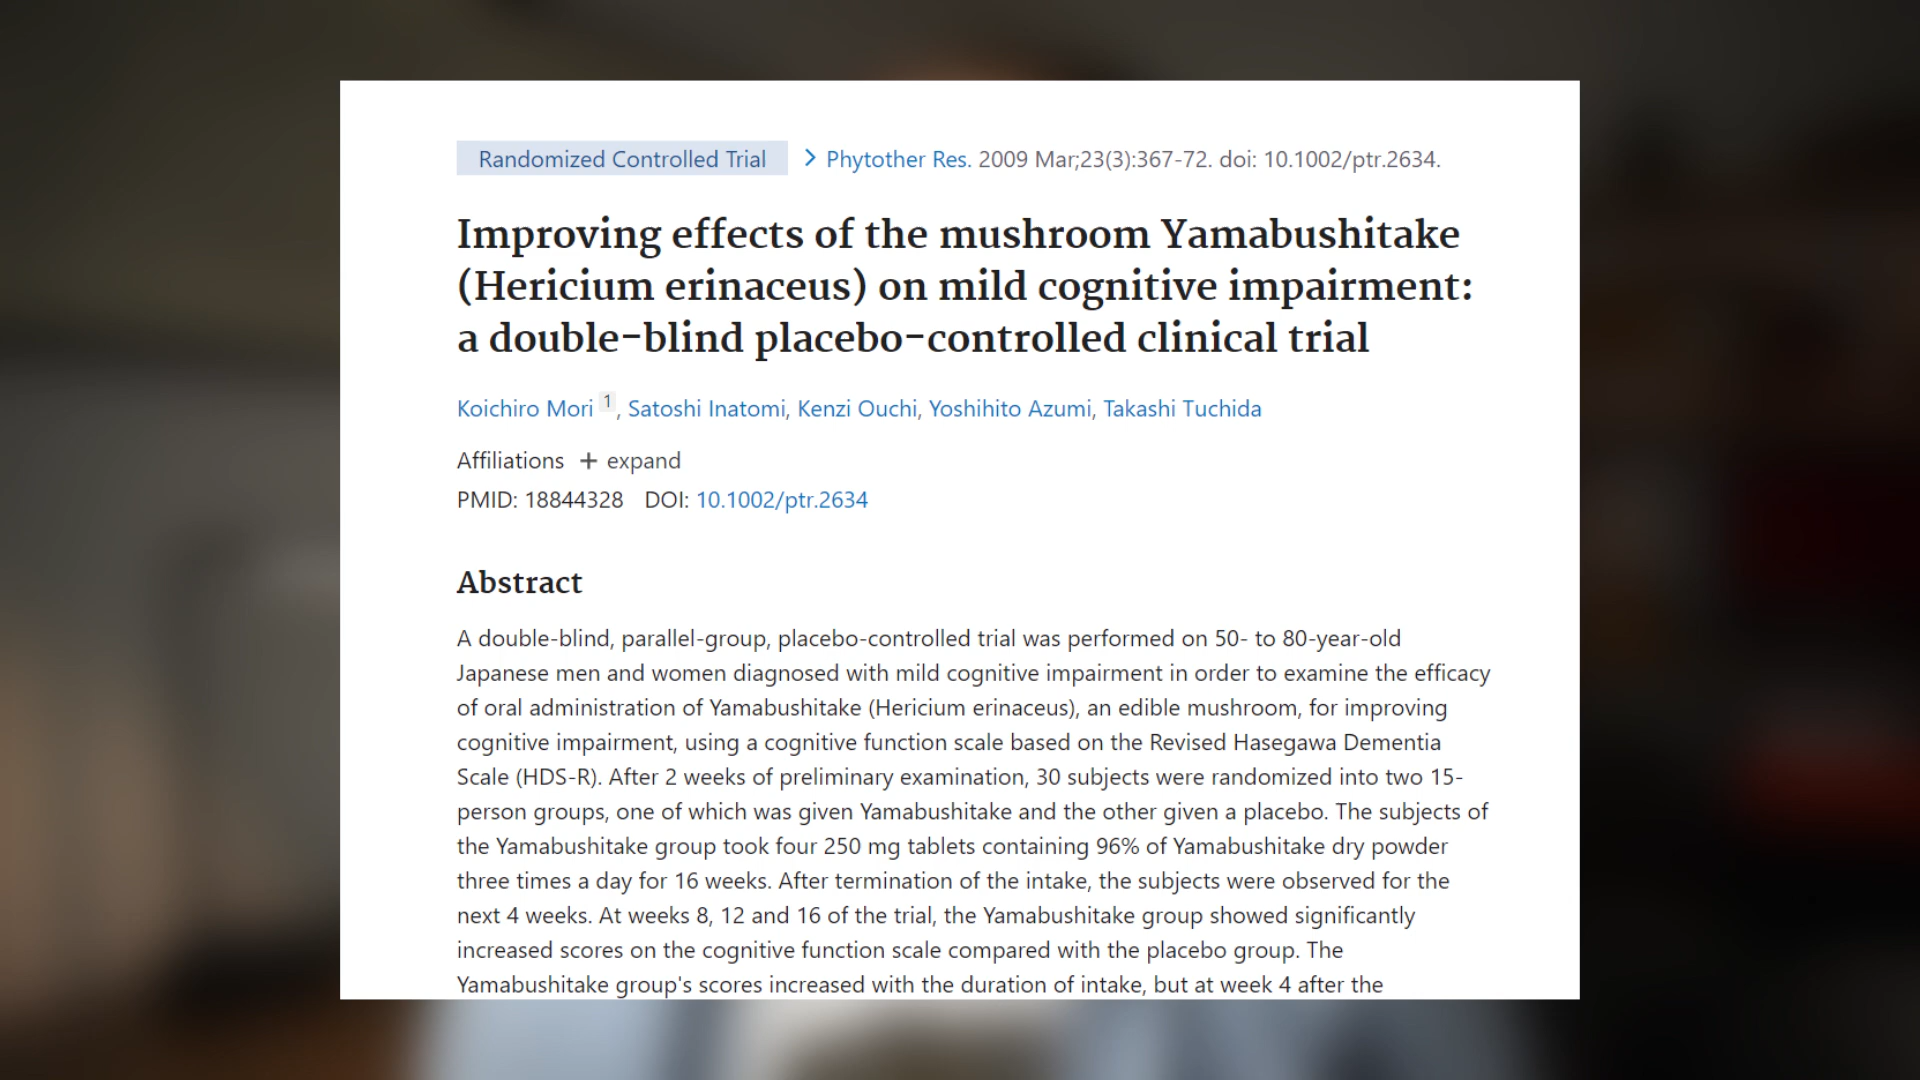 Randomized Controlled Trial > Phytother Res. 2009 Mar;23(3):367-72. doi: 10.1002/ptr.2634.
Improving effects of the mushroom Yamabushitake
(Hericium erinaceus) on mild cognitive impairment:
a double-blind placebo-controlled clinical trial
Koichiro Mori 1, Satoshi Inatomi, Kenzi Ouchi, Yoshihito Azumi, Takashi Tuchida
Affiliations + expand
PMID: 18844328 DOI: 10.1002/ptr.2634
Abstract
A double-blind, parallel-group, placebo-controlled trial was performed on 50- to 80-year-old
Japanese men and women diagnosed with mild cognitive impairment in order to examine the efficacy
of oral administration of Yamabushitake (Hericium erinaceus), an edible mushroom, for improving
cognitive impairment, using a cognitive function scale based on the Revised Hasegawa Dementia
Scale (HDS-R). After 2 weeks of preliminary examination, 30 subjects were randomized into two 15-
person groups, one of which was given Yamabushitake and the other given a placebo. The subjects of
the Yamabushitake group took four 250 mg tablets containing 96% of Yamabushitake dry powder
three times a day for 16 weeks. After termination of the intake, the subjects were observed for the
next 4 weeks. At weeks 8, 12 and 16 of the trial, the Yamabushitake group showed significantly
increased scores on the cognitive function scale compared with the placebo group. The
Yamabushitake group's scores increased with the duration of intake, but at week 4 after the